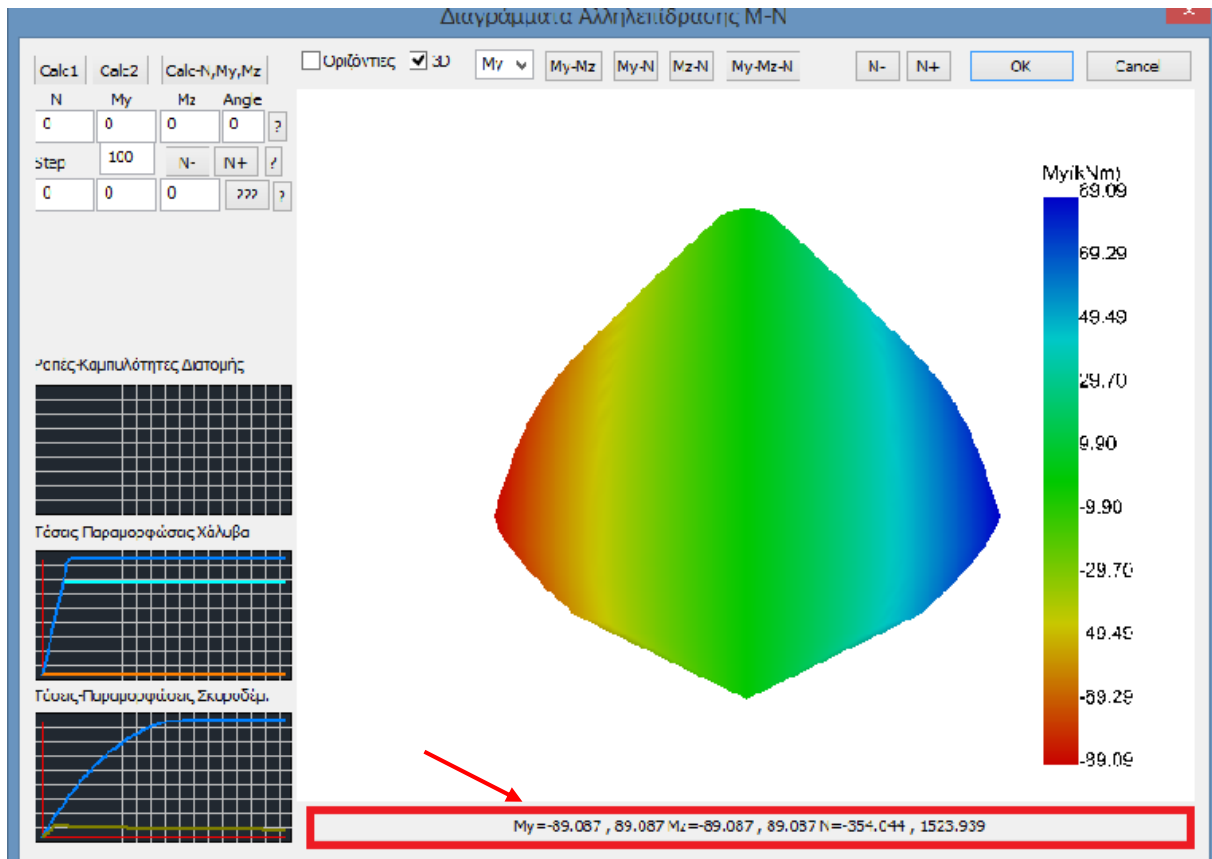 Διαγράμματα Αλληλεπίδρασης M-N
x
Calc1 Calc2 Calc-N,My,Mz Οριζόντιες 3D My My-Mz My-N Mz-N My-Mz-N N- N+ OK Cancel
N My Mz Angle
0 0 0 0 ?
Step 100 N- N+ ?
0 0 0 ??? ?
My(kNm)
89.09
69.29
49.49
29.70
9.90
-9.90
-29.70
-49.49
-69.29
-89.09
Ροπές-Καμπυλότητες Διατομής
Τάσεις Παραμορφώσεις Χάλυβα
Τάσεις-Παραμορφώσεις Σκυροδέμ.
My=-89.087 , 89.087 Mz=-89.087 , 89.087 N=-354.044 , 1523.939